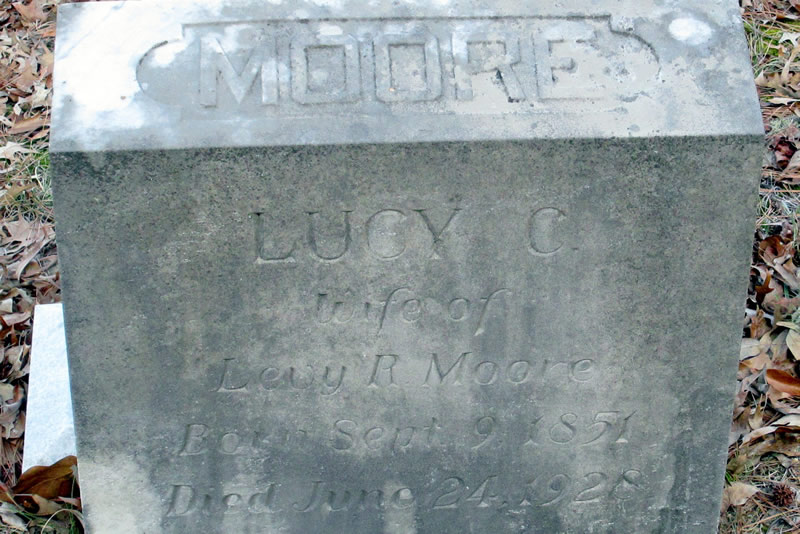 MOORE
LUCY C.
Wife of
Levy R Moore
Born Sept. 9, 1851
Died June 24, 1928